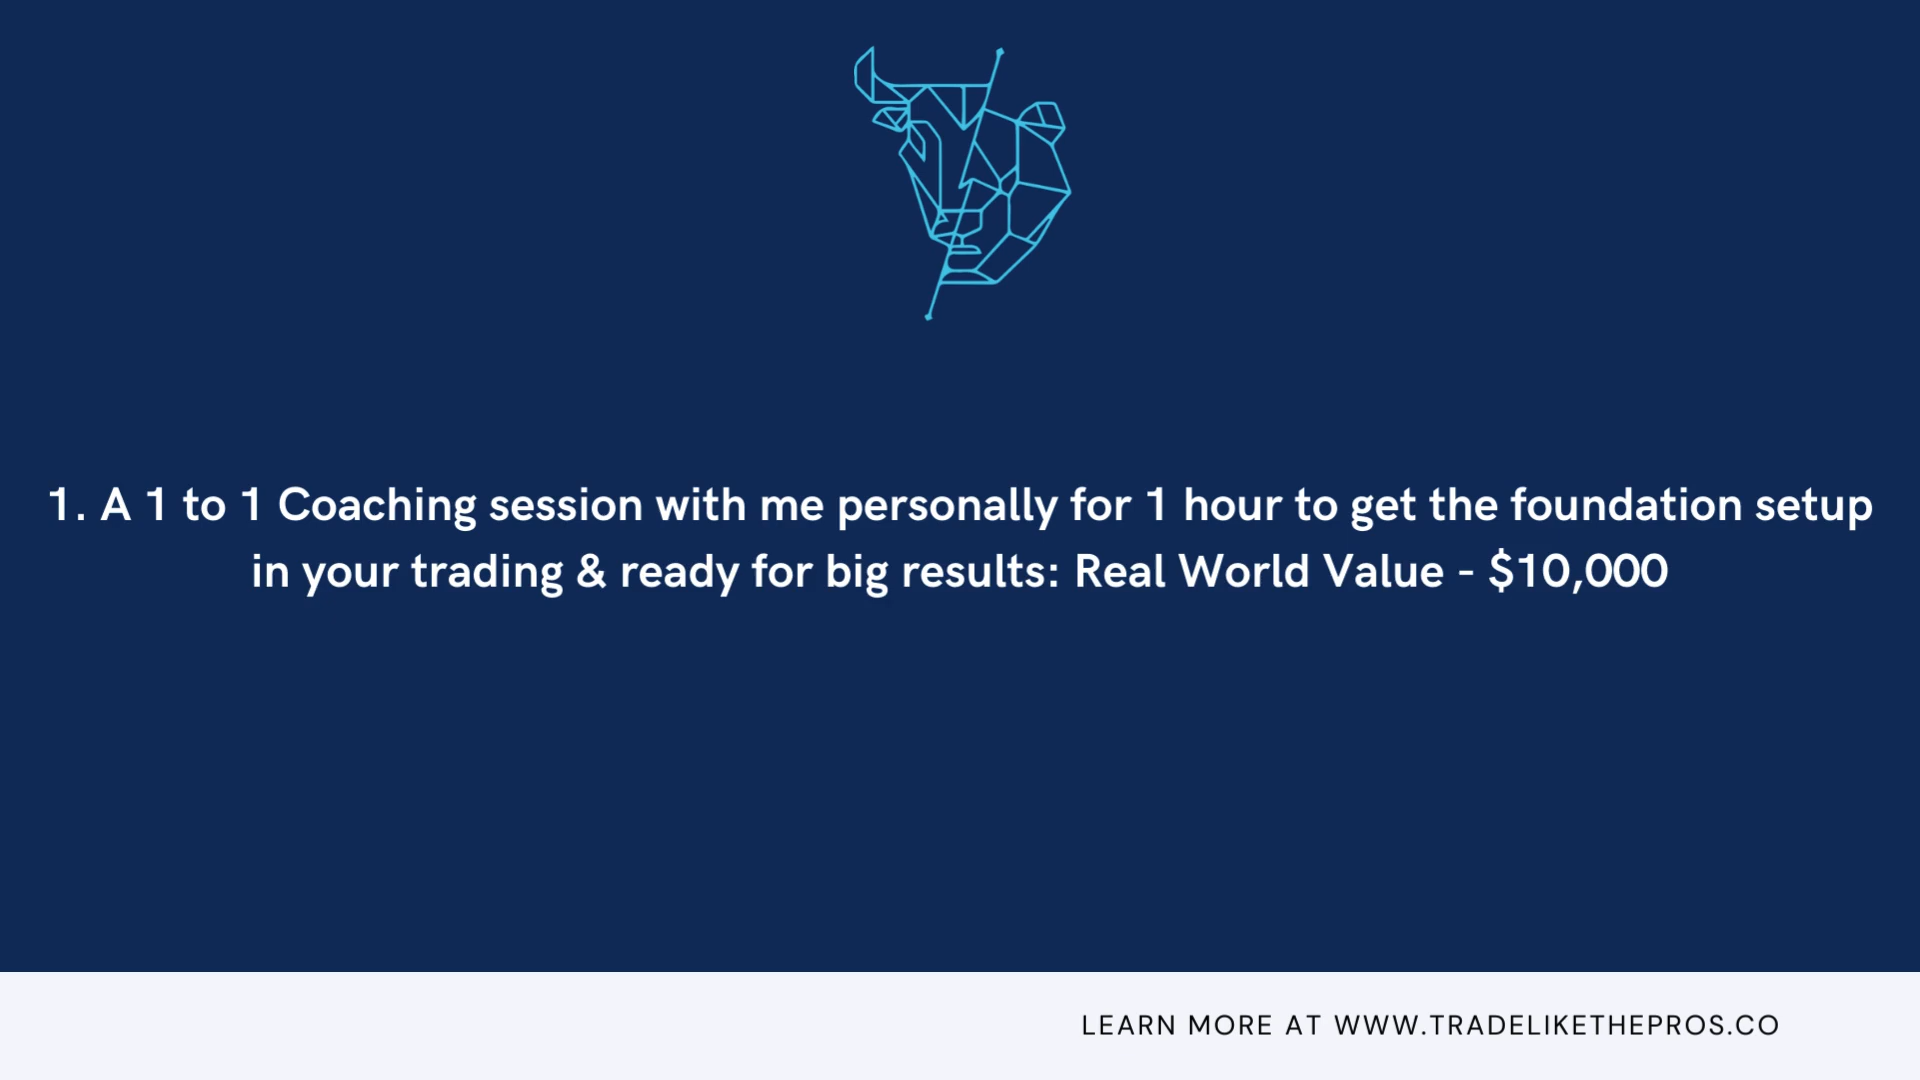 1. A 1 to 1 Coaching session with me personally for 1 hour to get the foundation setup
in your trading & ready for big results: Real World Value - $10,000
LEARN MORE AT WWW.TRADELIKETHEPROS.CO